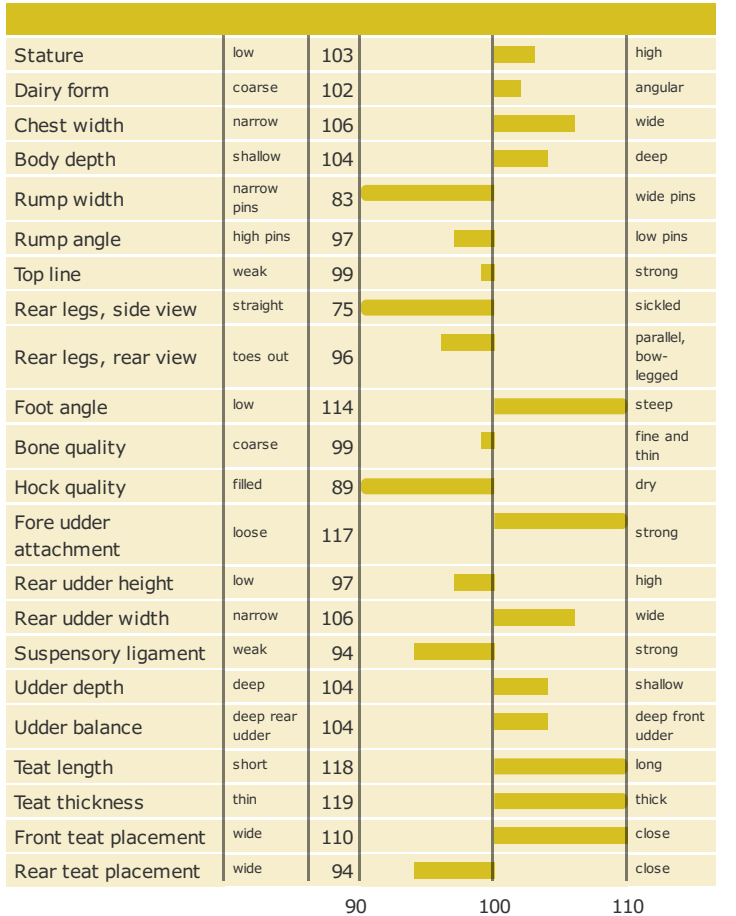 Stature low 103 high
Dairy form coarse 102 angular
Chest width narrow 106 wide
Body depth shallow 104 deep
Rump width narrow pins 83 wide pins
Rump angle high pins 97 low pins
Top line weak 99 strong
Rear legs, side view straight 75 sickled
Rear legs, rear view toes out 96 parallel, bow-legged
Foot angle low 114 steep
Bone quality coarse 99 fine and thin
Hock quality filled 89 dry
Fore udder attachment loose 117 strong
Rear udder height low 97 high
Rear udder width narrow 106 wide
Suspensory ligament weak 94 strong
Udder depth deep 104 shallow
Udder balance deep rear udder 104 deep front udder
Teat length short 118 long
Teat thickness thin 119 thick
Front teat placement wide 110 close
Rear teat placement wide 94 close
90 100 110